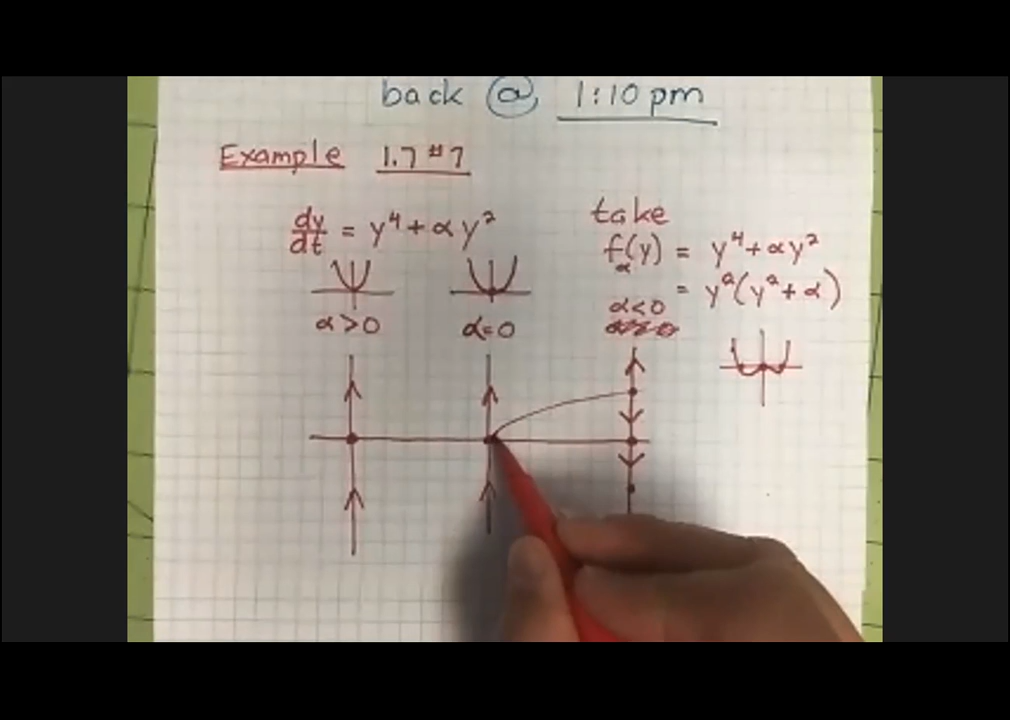 back @ 1:10 pm
Example 1.7 #7
dy/dt = y⁴ + αy²
take
f_α(y) = y⁴ + αy²
= y²(y² + α)
α>0
α=0
α<0